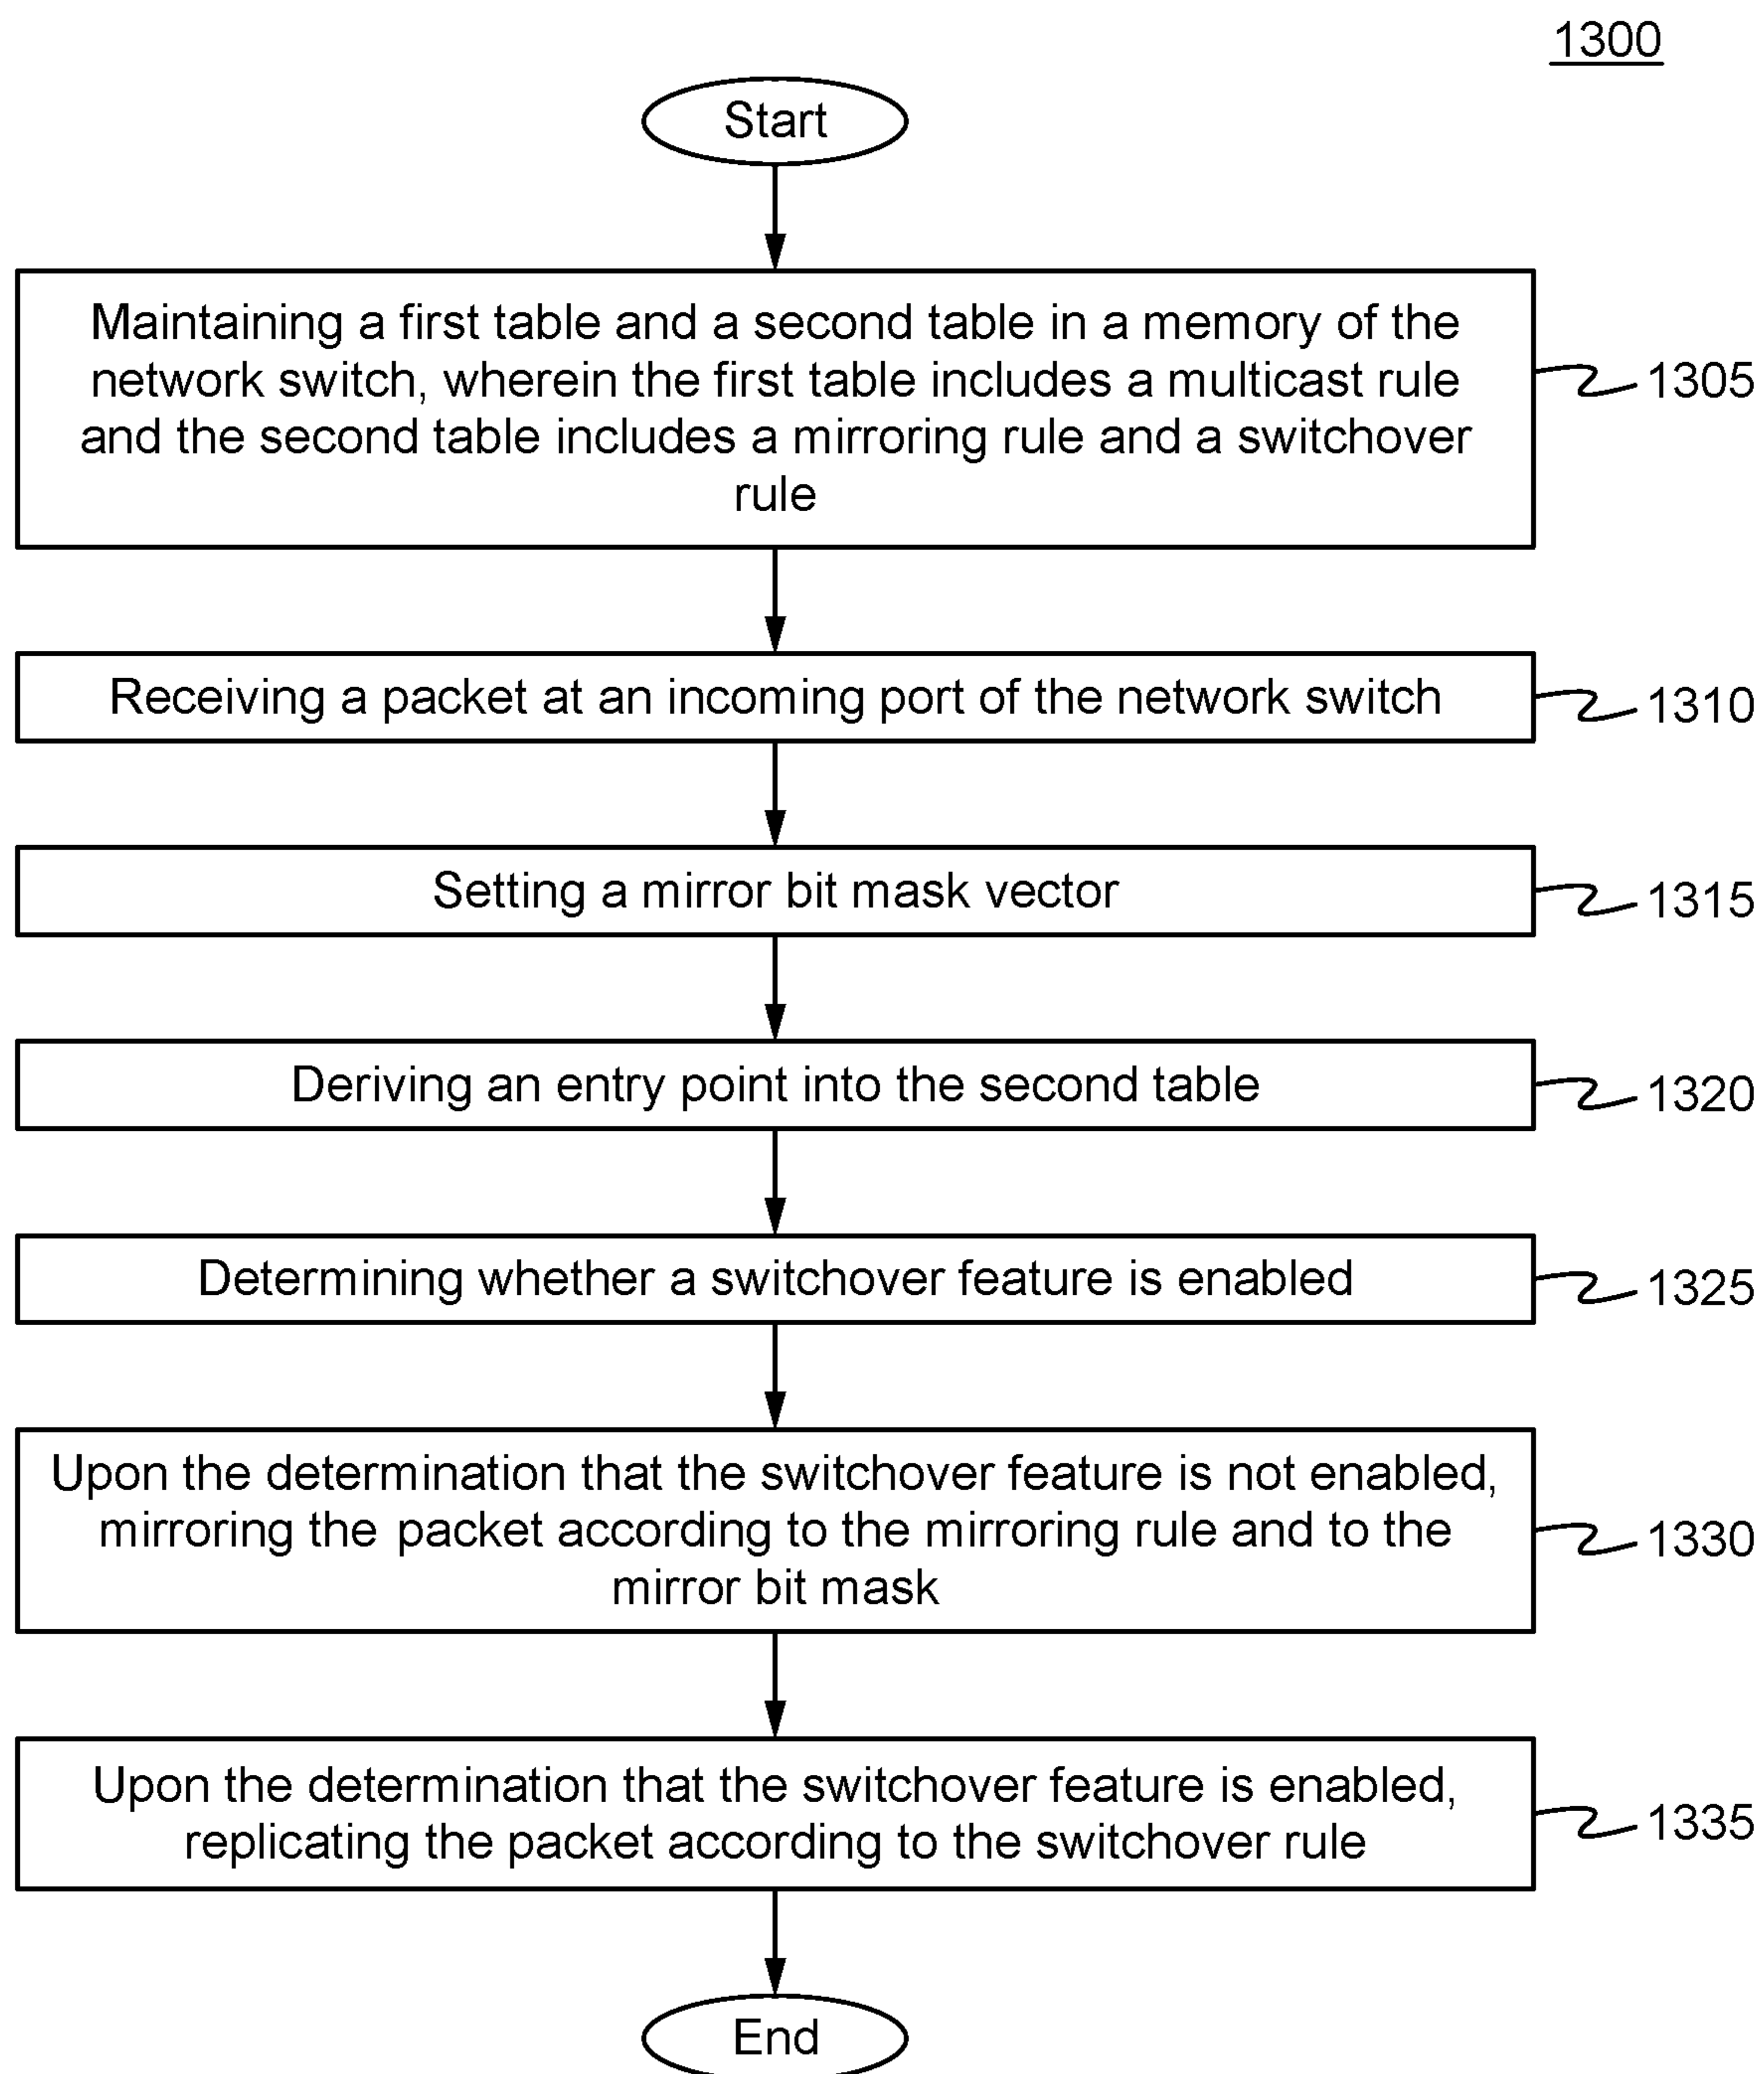 1300
Start
Maintaining a first table and a second table in a memory of the
network switch, wherein the first table includes a multicast rule
and the second table includes a mirroring rule and a switchover
rule
1305
Receiving a packet at an incoming port of the network switch
1310
Setting a mirror bit mask vector
1315
Deriving an entry point into the second table
1320
Determining whether a switchover feature is enabled
1325
Upon the determination that the switchover feature is not enabled,
mirroring the packet according to the mirroring rule and to the
mirror bit mask
1330
Upon the determination that the switchover feature is enabled,
replicating the packet according to the switchover rule
1335
End